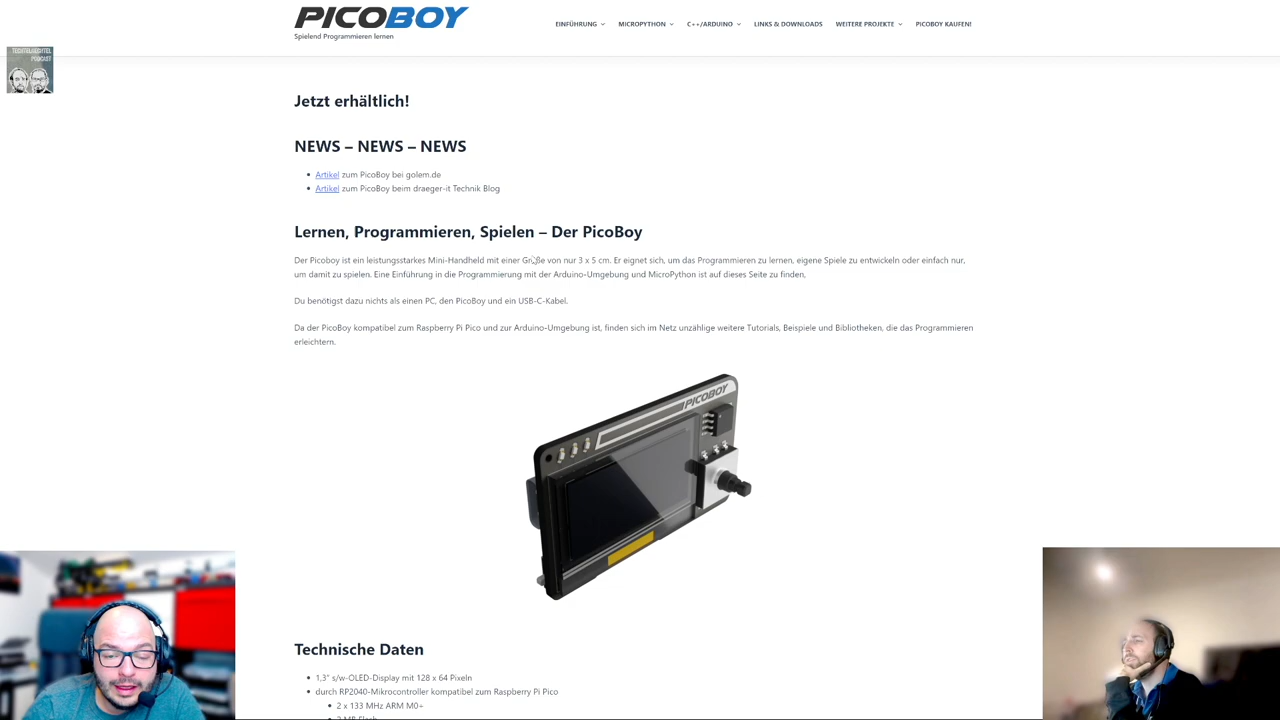 PICOBOY
Spielend Programmieren lernen
EINFÜHRUNG
MICROPYTHON
C++/ARDUINO
LINKS & DOWNLOADS
WEITERE PROJEKTE
PICOBOY KAUFEN!
TECHTELMECHTEL
PODCAST
Jetzt erhältlich!
NEWS – NEWS – NEWS
Artikel zum PicoBoy bei golem.de
Artikel zum PicoBoy beim draeger-it Technik Blog
Lernen, Programmieren, Spielen – Der PicoBoy
Der Picoboy ist ein leistungsstarkes Mini-Handheld mit einer Größe von nur 3 x 5 cm. Er eignet sich, um das Programmieren zu lernen, eigene Spiele zu entwickeln oder einfach nur,
um damit zu spielen. Eine Einführung in die Programmierung mit der Arduino-Umgebung und MicroPython ist auf dieses Seite zu finden,
Du benötigst dazu nichts als einen PC, den PicoBoy und ein USB-C-Kabel.
Da der PicoBoy kompatibel zum Raspberry Pi Pico und zur Arduino-Umgebung ist, finden sich im Netz unzählige weitere Tutorials, Beispiele und Bibliotheken, die das Programmieren
erleichtern.
PICOBOY
Technische Daten
1,3" s/w-OLED-Display mit 128 x 64 Pixeln
durch RP2040-Mikrocontroller kompatibel zum Raspberry Pi Pico
2 x 133 MHz ARM M0+
2 MB Flash